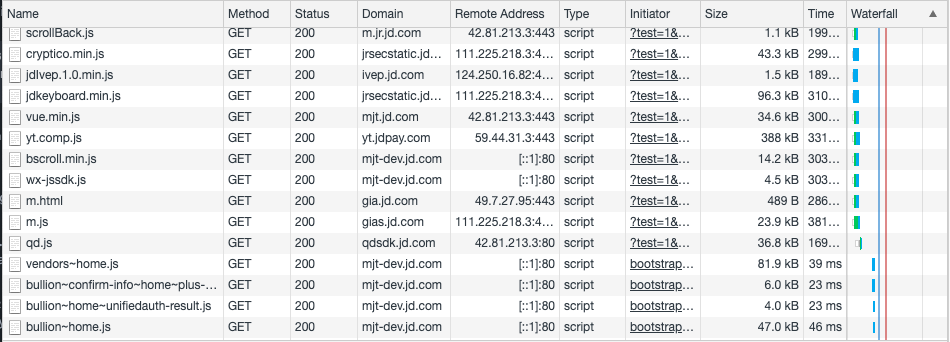 Name Method Status Domain Remote Address Type Initiator Size Time Waterfall
scrollBack.js GET 200 m.jr.jd.com 42.81.213.3:443 script ?test=1&... 1.1 kB 199...
cryptico.min.js GET 200 jrsecstatic.jd... 111.225.218.3:4... script ?test=1&... 43.3 kB 299...
jdlvep.1.0.min.js GET 200 ivep.jd.com 124.250.16.82:4... script ?test=1&... 1.5 kB 189...
jdkeyboard.min.js GET 200 jrsecstatic.jd... 111.225.218.3:4... script ?test=1&... 96.3 kB 310...
vue.min.js GET 200 mjt.jd.com 42.81.213.3:443 script ?test=1&... 34.6 kB 300...
yt.comp.js GET 200 yt.jdpay.com 59.44.31.3:443 script ?test=1&... 388 kB 331...
bscroll.min.js GET 200 mjt-dev.jd.com [::1]:80 script ?test=1&... 14.2 kB 303...
wx-jssdk.js GET 200 mjt-dev.jd.com [::1]:80 script ?test=1&... 4.5 kB 303...
m.html GET 200 gia.jd.com 49.7.27.95:443 script ?test=1&... 489 B 286...
m.js GET 200 gias.jd.com 111.225.218.3:4... script ?test=1&... 23.9 kB 381...
qd.js GET 200 qdsdk.jd.com 42.81.213.3:80 script ?test=1&... 36.8 kB 169...
vendors~home.js GET 200 mjt-dev.jd.com [::1]:80 script bootstrap... 81.9 kB 39 ms
bullion~confirm-info~home~plus-... GET 200 mjt-dev.jd.com [::1]:80 script bootstrap... 6.0 kB 23 ms
bullion~home~unifiedauth-result.js GET 200 mjt-dev.jd.com [::1]:80 script bootstrap... 4.0 kB 23 ms
bullion~home.js GET 200 mjt-dev.jd.com [::1]:80 script bootstrap... 47.0 kB 46 ms